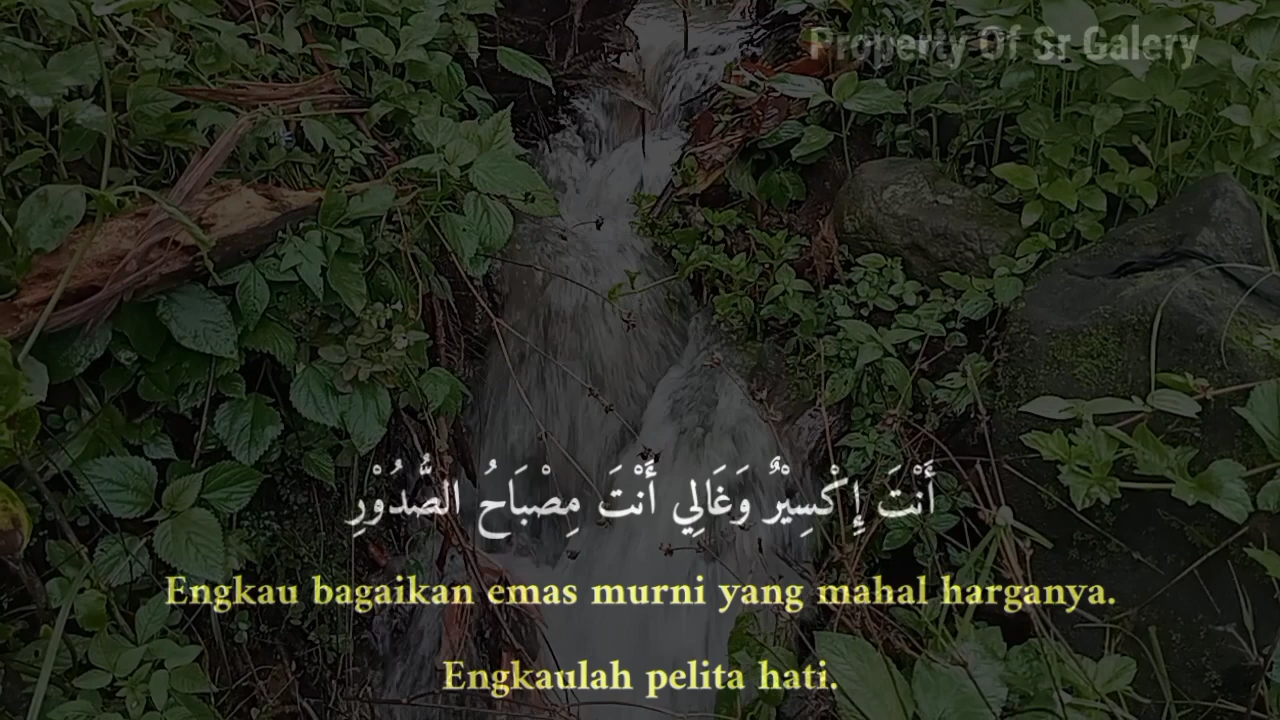 Property Of Sr Galery
أَنْتَ إِكْسِيْرٌ وَغَالِي أَنْتَ مِصْبَاحُ الصُّدُوْرِ
Engkau bagaikan emas murni yang mahal harganya.
Engkaulah pelita hati.